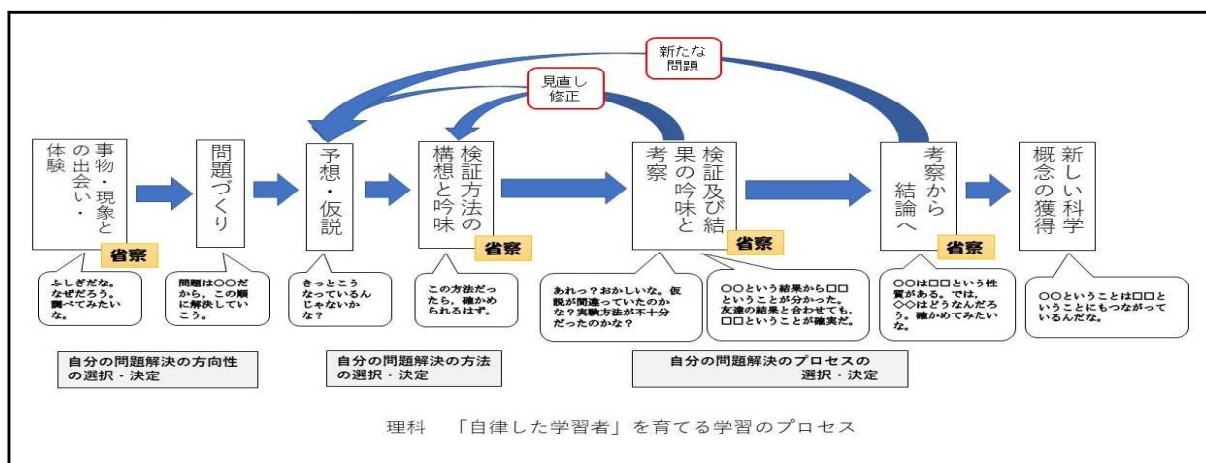 新たな
問題
見直し
修正
事物・現象と
の出会い・
体験
問題づくり
予想・仮説
検証方法の
構想と吟味
検証及び結
果の吟味と
考察
考察から
結論へ
新しい科学
概念の獲得
省察
省察
省察
省察
ふしぎだな。
なぜだろう。
調べてみたい
な。
問題は○○だ
から，この順
に解決してい
こう。
きっとこう
なっているん
じゃないか
な？
この方法だっ
たら，確かめ
られるはず。
あれっ？おかしいな。仮
説が間違っていたのか
な？実験方法が不十分
だったのかな？
○○という結果から□□
ということが分かった。
友達の結果と合わせても，
□□ということが確実だ。
○○は□□という性
質がある。では，
◇◇はどうなんだろ
う。確かめてみたい
な。
○○ということは□□と
いうことにもつながって
いるんだな。
自分の問題解決の方向性
の選択・決定
自分の問題解決の方法
の選択・決定
自分の問題解決のプロセスの
選択・決定
理科　「自律した学習者」を育てる学習のプロセス